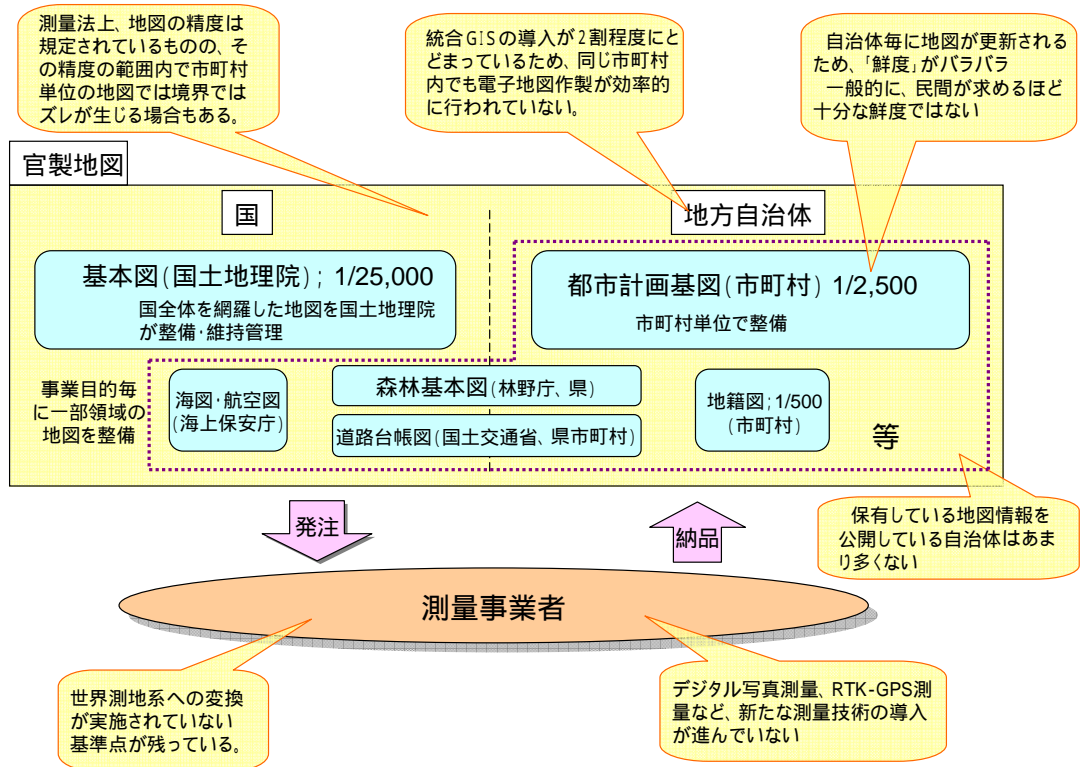 測量法上、地図の精度は
規定されているものの、そ
の精度の範囲内で市町村
単位の地図では境界では
ズレが生じる場合もある。
統合GISの導入が2割程度にと
どまっているため、同じ市町村
内でも電子地図作製が効率的
に行われていない。
自治体毎に地図が更新される
ため、「鮮度」がバラバラ
一般的に、民間が求めるほど
十分な鮮度ではない
官製地図
国
地方自治体
基本図(国土地理院); 1/25,000
国全体を網羅した地図を国土地理院
が整備・維持管理
都市計画基図(市町村) 1/2,500
市町村単位で整備
事業目的毎
に一部領域の
地図を整備
海図・航空図
(海上保安庁)
森林基本図(林野庁、県)
道路台帳図(国土交通省、県市町村)
地籍図;1/500
(市町村)
等
保有している地図情報を
公開している自治体はあま
り多くない
発注
納品
測量事業者
世界測地系への変換
が実施されていない
基準点が残っている。
デジタル写真測量、RTK-GPS測
量など、新たな測量技術の導入
が進んでいない